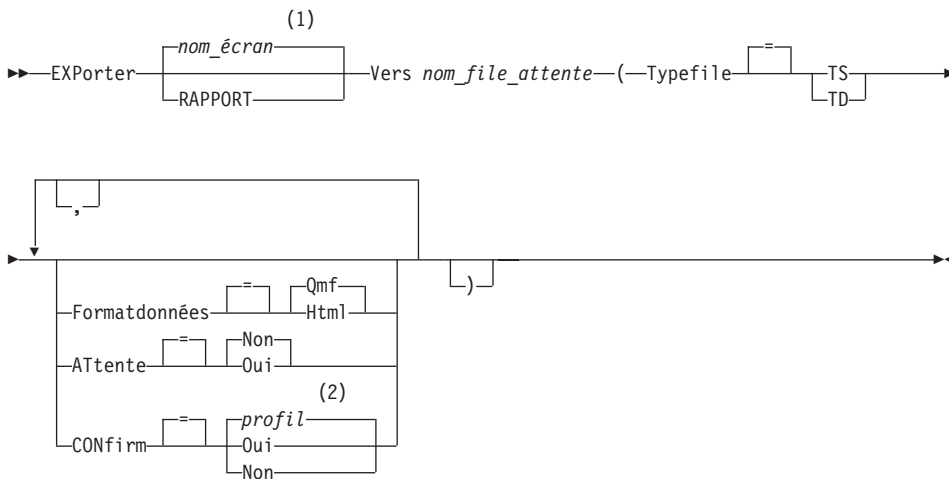 (1)
nom_écran
EXPorter Vers nom_file_attente ( Typefile = TS
RAPPORT TD
,
)
Formatdonnées = Qmf
Html
ATtente = Non
Oui
(2)
CONfirm = profil
Oui
Non